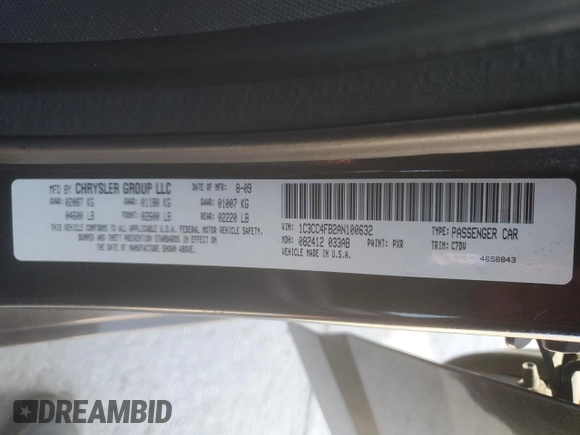 MFD BY CHRYSLER GROUP LLC DATE OF MFR 8-09
GVWR: 02087 KG GAWR: 01180 KG GAWR: 01007 KG
04600 LB FRONT: 02600 LB REAR: 02220 LB
THIS VEHICLE CONFORMS TO ALL APPLICABLE FEDERAL MOTOR VEHICLE SAFETY,
BUMPER AND THEFT PREVENTION STANDARDS IN EFFECT ON
THE DATE OF MANUFACTURE SHOWN ABOVE.
VIN: 1C3CC4FB2AN100632 TYPE: PASSENGER CAR
MDH: 082412 033AB PAINT: PXR TRIM: C7DV
VEHICLE MADE IN U.S.A.
4658843
DREAMBID